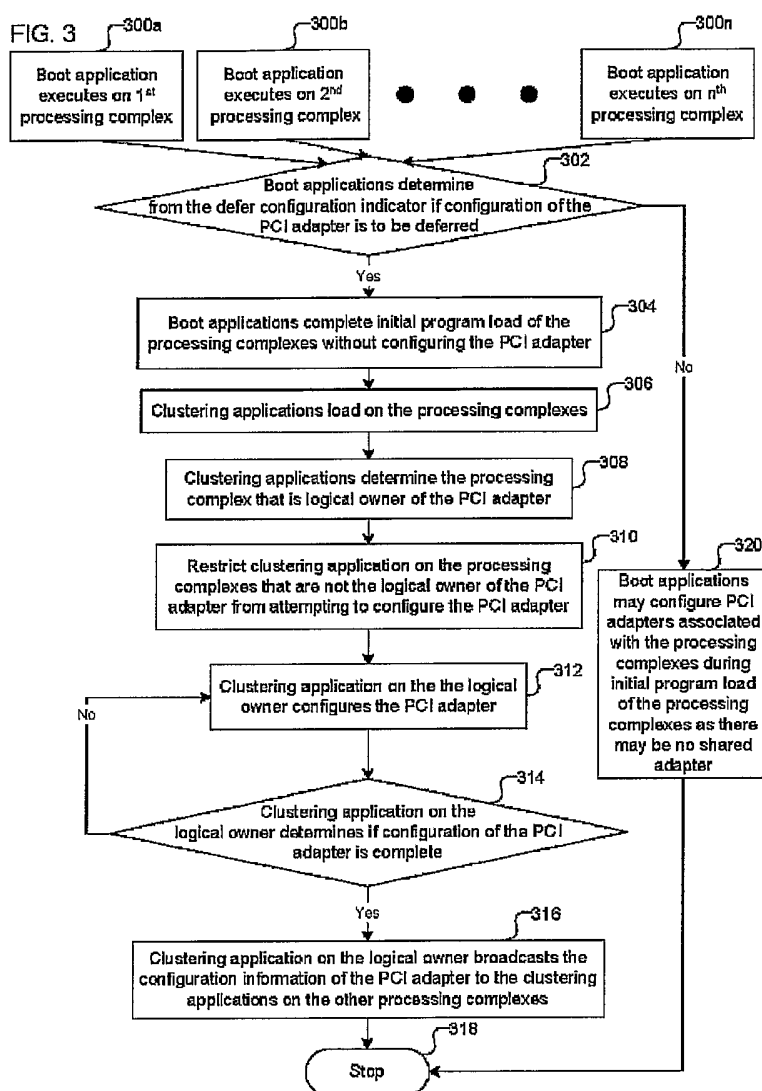 FIG. 3
300a
300b
300n
Boot application
executes on 1st
processing complex
Boot application
executes on 2nd
processing complex
Boot application
executes on nth
processing complex
302
Boot applications determine
from the defer configuration indicator if configuration of the
PCI adapter is to be deferred
Yes
No
304
Boot applications complete initial program load of the
processing complexes without configuring the PCI adapter
306
Clustering applications load on the processing complexes
308
Clustering applications determine the processing
complex that is logical owner of the PCI adapter
310
Restrict clustering application on the processing
complexes that are not the logical owner of the PCI
adapter from attempting to configure the PCI adapter
320
Boot applications
may configure PCI
adapters associated
with the processing
complexes during
initial program load
of the processing
complexes as there
may be no shared
adapter
312
Clustering application on the the logical
owner configures the PCI adapter
No
314
Clustering application on the
logical owner determines if configuration of the PCI
adapter is complete
Yes
316
Clustering application on the logical owner broadcasts the
configuration information of the PCI adapter to the clustering
applications on the other processing complexes
318
Stop